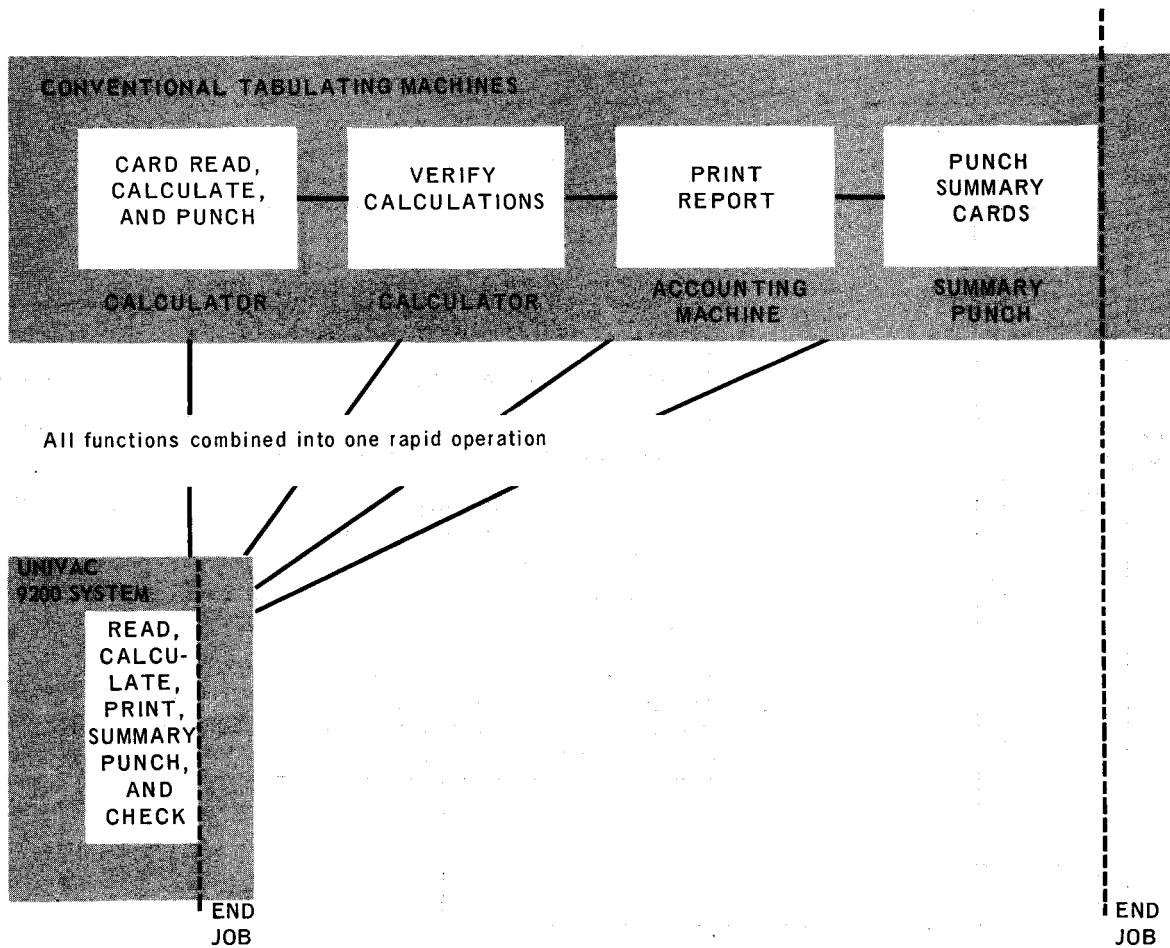 CONVENTIONAL TABULATING MACHINES
CARD READ,
CALCULATE,
AND PUNCH
VERIFY
CALCULATIONS
PRINT
REPORT
PUNCH
SUMMARY
CARDS
CALCULATOR
CALCULATOR
ACCOUNTING
MACHINE
SUMMARY
PUNCH
All functions combined into one rapid operation
UNIVAC
9200 SYSTEM
READ,
CALCU-
LATE,
PRINT,
SUMMARY
PUNCH,
AND
CHECK
END
JOB
END
JOB